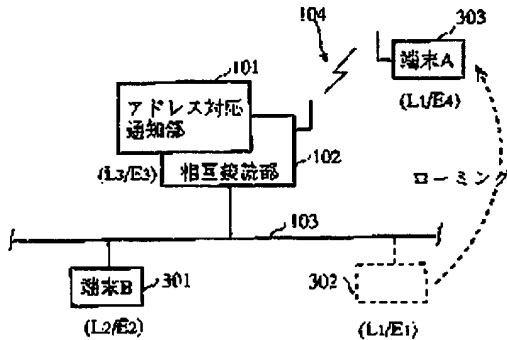 104
303
101
端末A
アドレス対応
通知部
(L1/E4)
(L3/E3)
相互接続部
102
ローミング
103
端末B
301
302
(L2/E2)
(L1/E1)